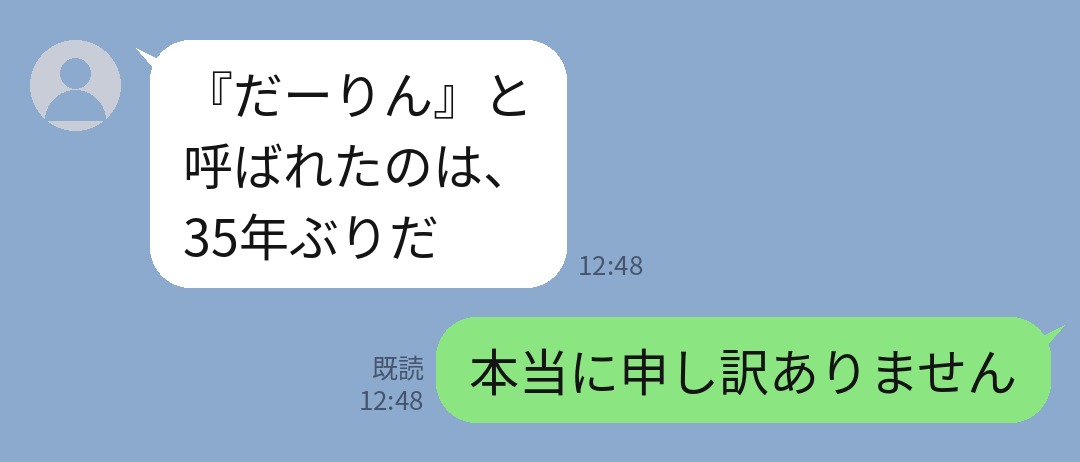 『だーりん』と
呼ばれたのは、
35年ぶりだ
12:48
本当に申し訳ありません
既読
12:48